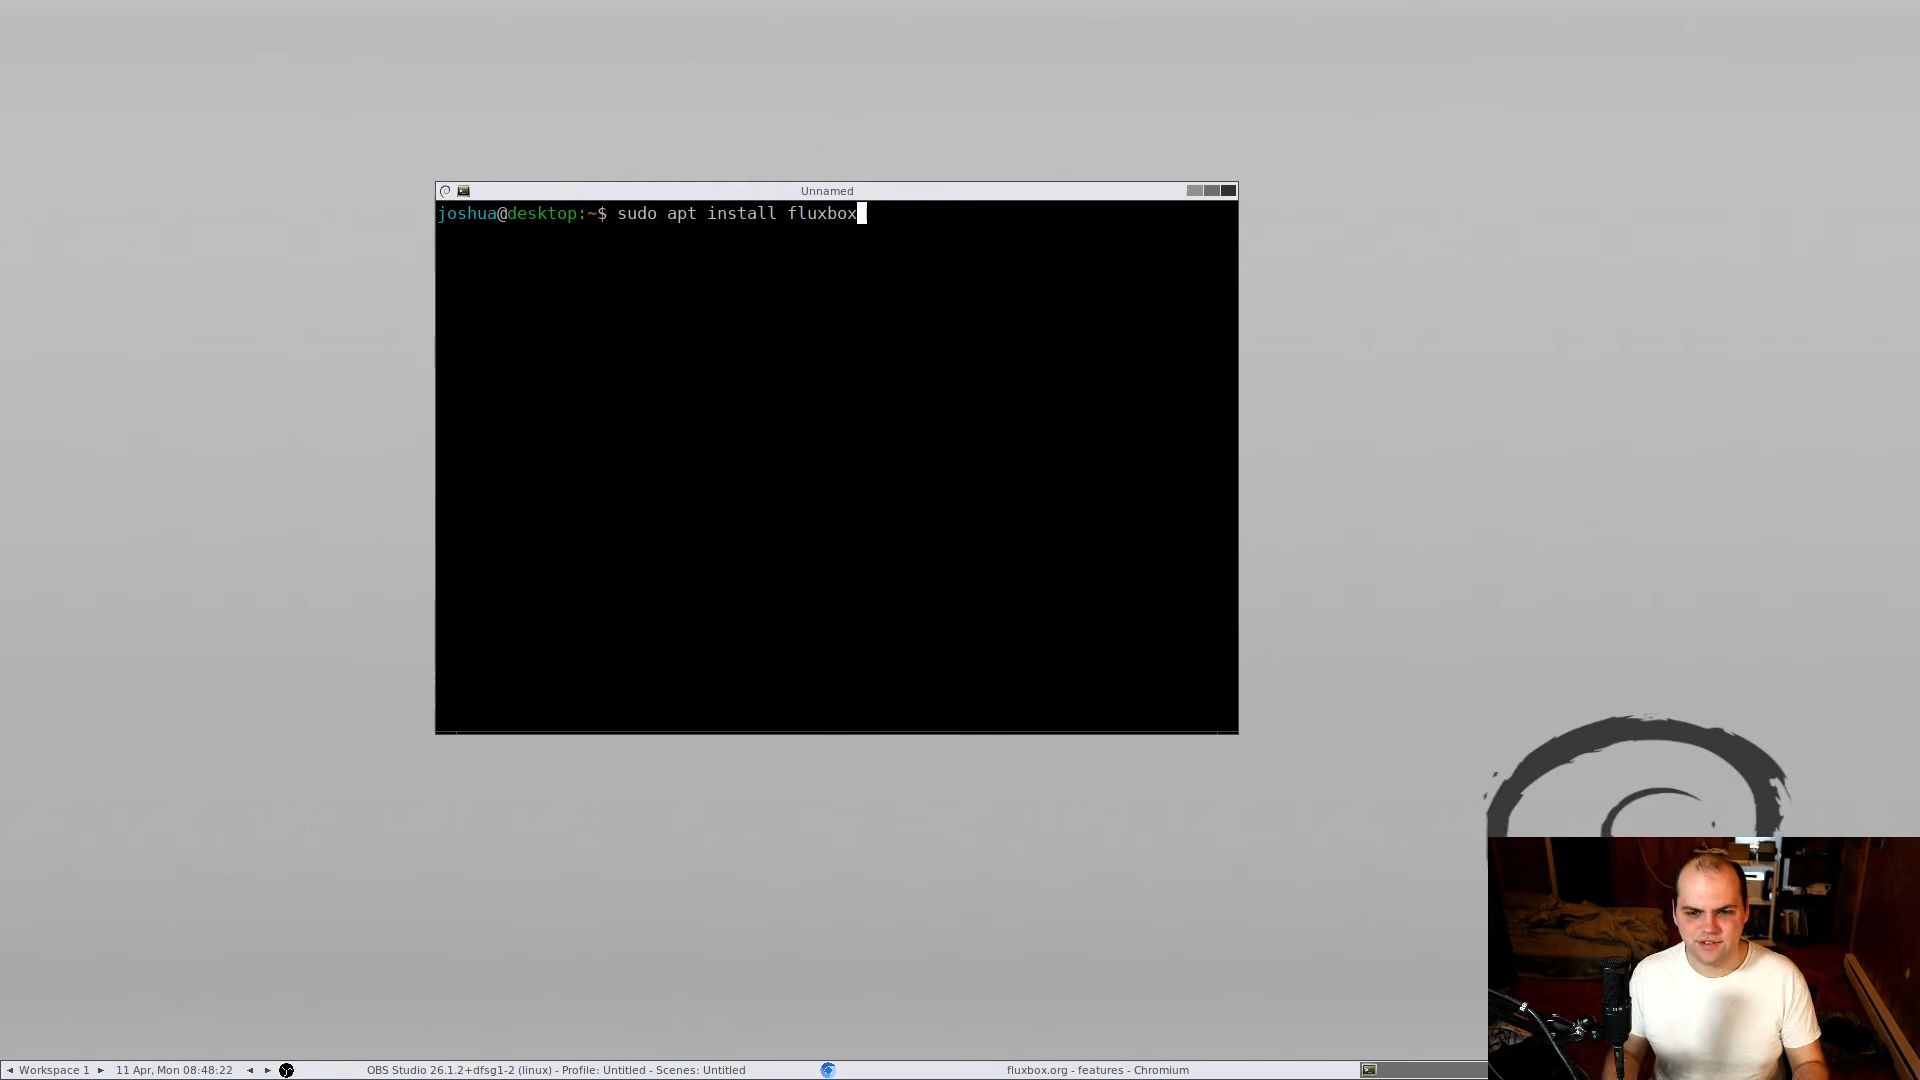 Unnamed
joshua@desktop:~$ sudo apt install fluxbox
Workspace 1 11 Apr, Mon 08:48:22 OBS Studio 26.1.2+dfsg1-2 (linux) - Profile: Untitled - Scenes: Untitled fluxbox.org - features - Chromium